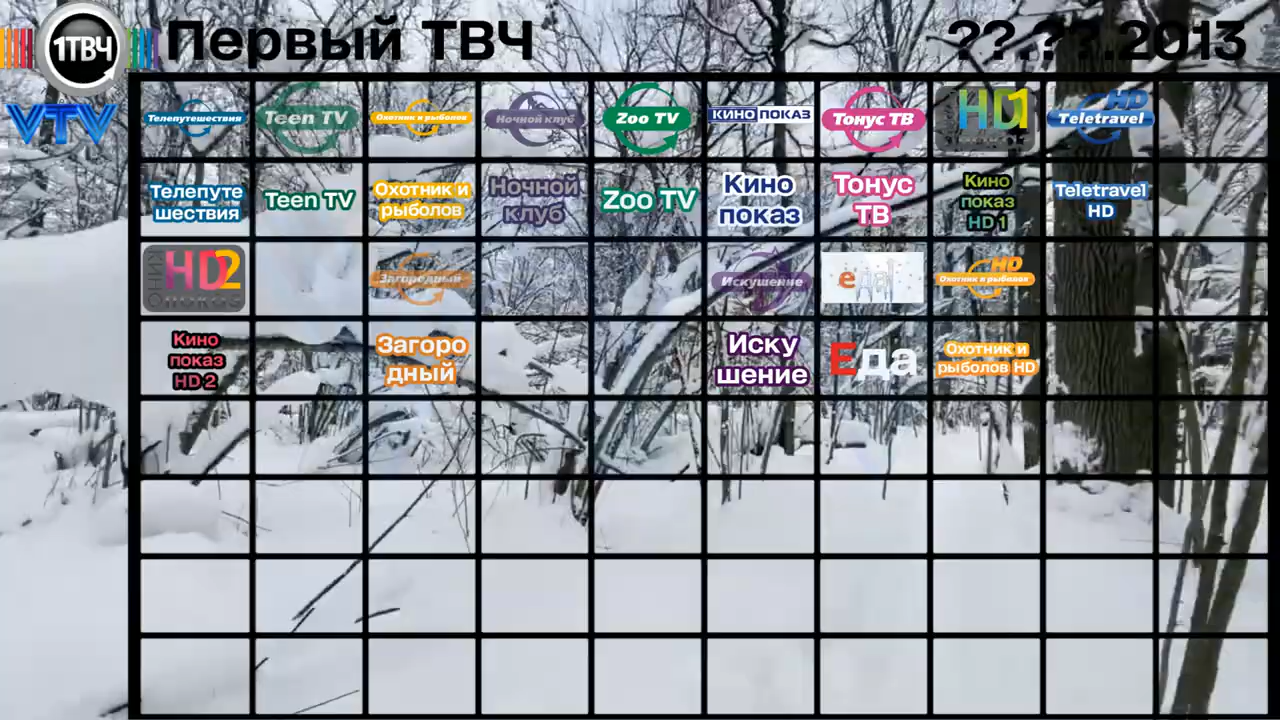 1ТВЧ
Первый ТВЧ
??.??.2013
VTV
Телепутешествия
Teen TV
Охотник и рыболов
Ночной клуб
Zoo TV
КИНО ПОКАЗ
Тонус ТВ
HD1
HD
Teletravel
Телепуте
шествия
Teen TV
Охотник и
рыболов
Ночной
клуб
Zoo TV
Кино
показ
Тонус
ТВ
Кино
показ
HD 1
Teletravel
HD
HD2
Загородный
Искушение
еда!
HD
Охотник и рыболов
Кино
показ
HD 2
Загоро
дный
Иску
шение
Еда
Охотник и
рыболов HD